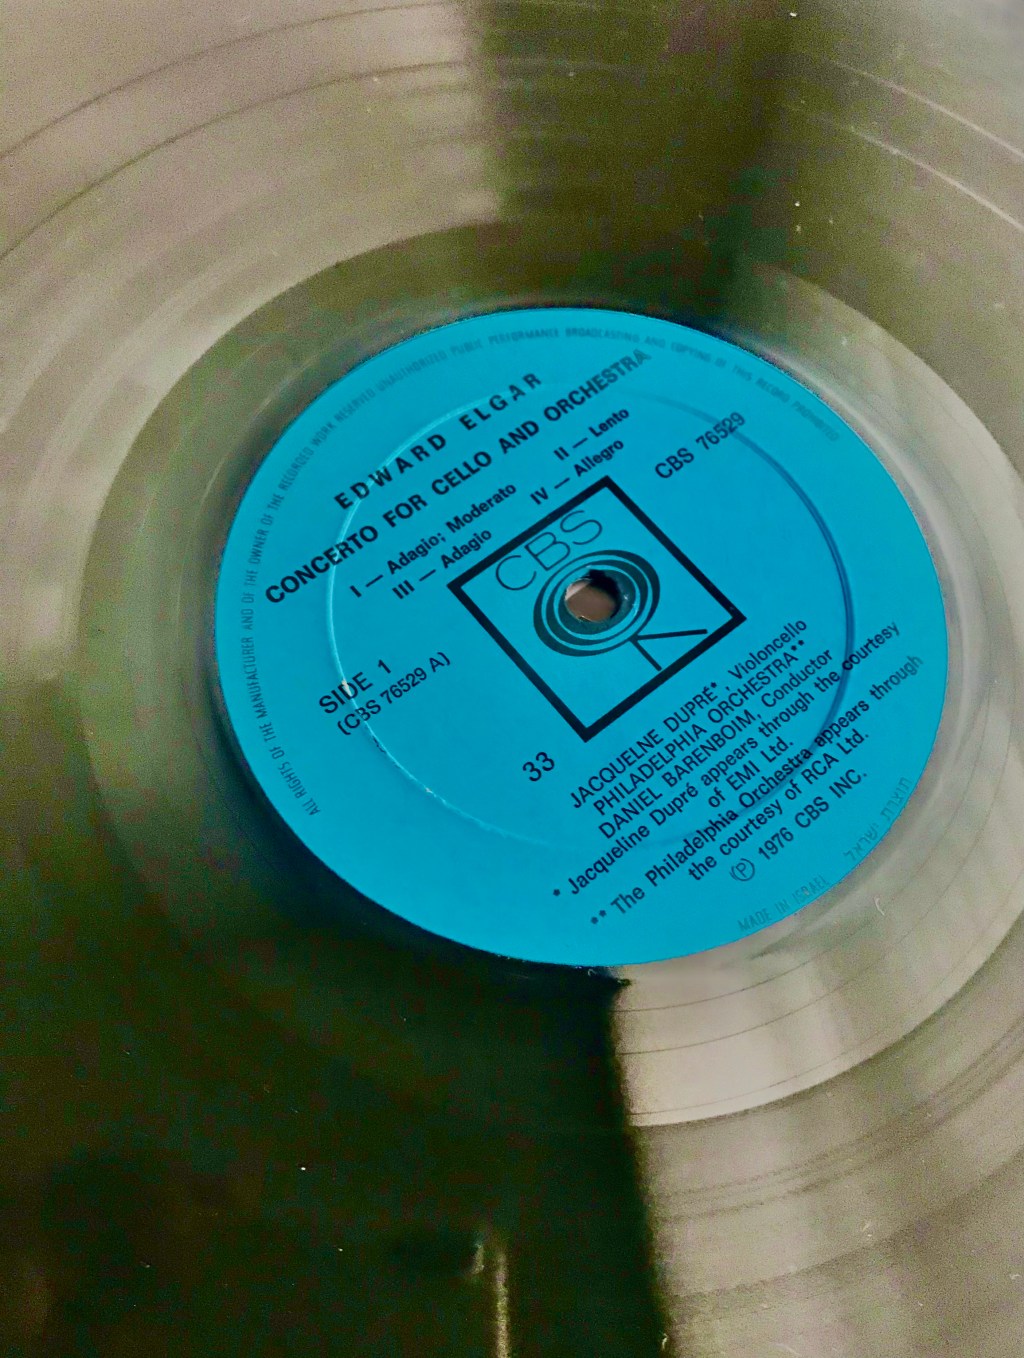 ALL RIGHTS OF THE MANUFACTURER AND OF THE OWNER OF THE RECORDED WORK RESERVED UNAUTHORIZED PUBLIC PERFORMANCE BROADCASTING AND COPYING OF THIS RECORD PROHIBITED
EDWARD ELGAR
CONCERTO FOR CELLO AND ORCHESTRA
I — Adagio; Moderato II — Lento
III — Adagio IV — Allegro
CBS 76529
CBS
SIDE 1
(CBS 76529 A)
33
JACQUELNE DUPRÉ*, Violoncello
PHILADELPHIA ORCHESTRA**
DANIEL BARENBOIM, Conductor
* Jacqueline Dupré appears through the courtesy
of EMI Ltd.
** The Philadelphia Orchestra appears through
the courtesy of RCA Ltd.
Ⓟ 1976 CBS INC.
MADE IN ISRAEL
תוצרת ישראל